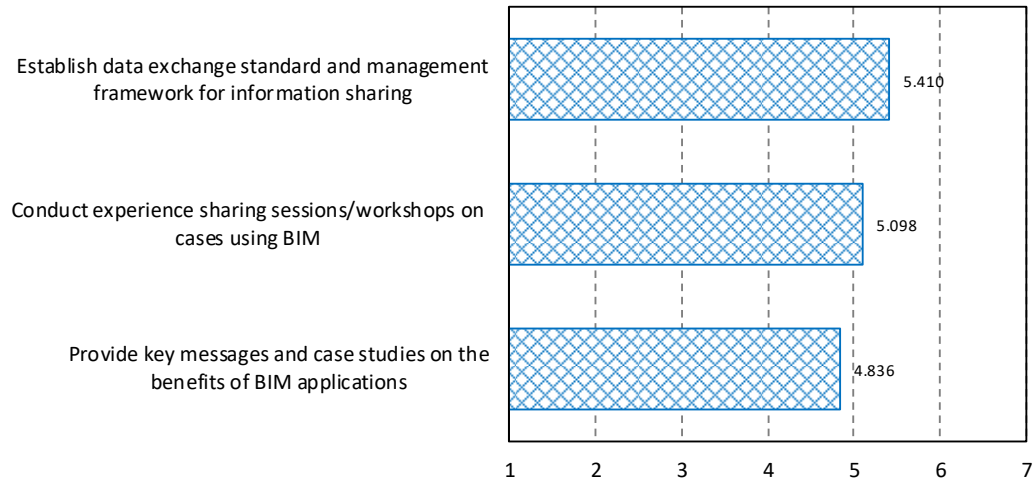 Establish data exchange standard and management
framework for information sharing
5.410
Conduct experience sharing sessions/workshops on
cases using BIM
5.098
Provide key messages and case studies on the
benefits of BIM applications
4.836
1 2 3 4 5 6 7